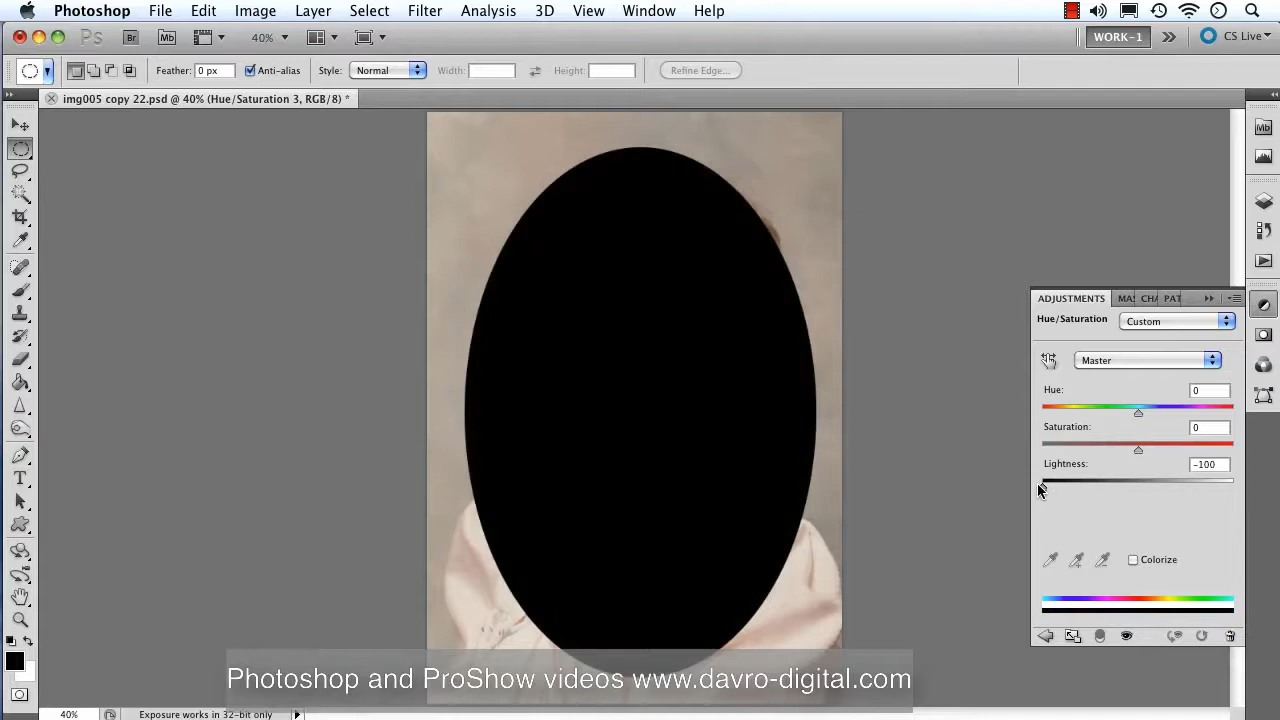 Photoshop File Edit Image Layer Select Filter Analysis 3D View Window Help
Ps Br Mb 40% WORK-1 CS Live
Feather: 0 px Anti-alias Style: Normal Width: Height: Refine Edge...
img005 copy 22.psd @ 40% (Hue/Saturation 3, RGB/8) *
Mb
ADJUSTMENTS MAS CHA PAT
Hue/Saturation Custom
Master
Hue: 0
Saturation: 0
Lightness: -100
T
Colorize
Photoshop and ProShow videos www.davro-digital.com
40% Exposure works in 32-bit only